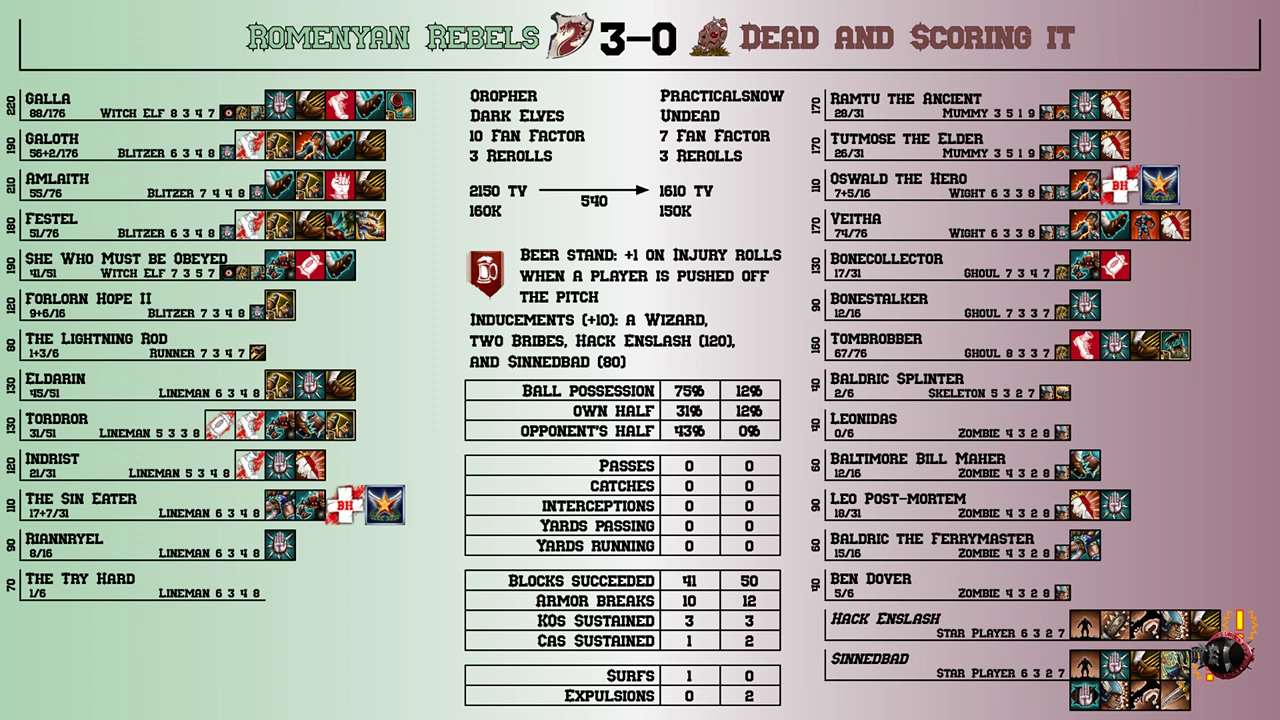 Romenyan Rebels 3–0 Dead and Scoring it
220 Galla
88/176 Witch Elf 8 3 4 7
190 Galoth
56+2/176 Blitzer 6 3 4 8
210 Amlaith
55/76 Blitzer 7 4 4 8
180 Festel
51/76 Blitzer 6 3 4 8
190 She Who Must be Obeyed
41/51 Witch Elf 7 3 5 7
120 Forlorn Hope II
9+6/16 Blitzer 7 3 4 8
80 The Lightning Rod
1+3/6 Runner 7 3 4 7
130 Eldarin
45/51 Lineman 6 3 4 8
130 Tordror
31/51 Lineman 5 3 3 8
120 Indrist
21/31 Lineman 5 3 4 8
110 The Sin Eater
17+7/31 Lineman 6 3 4 8 BH
90 Riannryel
8/16 Lineman 6 3 4 8
70 The Try Hard
1/6 Lineman 6 3 4 8
Oropher Practicalsnow
Dark Elves Undead
10 Fan Factor 7 Fan Factor
3 Rerolls 3 Rerolls
2150 TV 1610 TV
540
160K 150K
Beer Stand: +1 on Injury rolls
when a player is pushed off
the pitch
Inducements (+10): a Wizard,
two Bribes, Hack Enslash (120),
and Sinnedbad (80)
Ball Possession 75% 12%
Own Half 31% 12%
Opponent's Half 43% 0%
Passes 0 0
Catches 0 0
Interceptions 0 0
Yards Passing 0 0
Yards Running 0 0
Blocks Succeeded 41 50
Armor Breaks 10 12
KOs Sustained 3 3
Cas Sustained 1 2
Surfs 1 0
Expulsions 0 2
170 Ramtu the Ancient
28/31 Mummy 3 5 1 9
170 Tutmose the Elder
26/31 Mummy 3 5 1 9
110 Oswald the Hero
7+5/16 Wight 6 3 3 8 BH
170 Veitha
74/76 Wight 6 3 3 8
130 Bonecollector
17/31 Ghoul 7 3 4 7
90 Bonestalker
12/16 Ghoul 7 3 3 7
160 Tombrobber
67/76 Ghoul 8 3 3 7
40 Baldric Splinter
2/6 Skeleton 5 3 2 7
40 Leonidas
0/6 Zombie 4 3 2 8
60 Baltimore Bill Maher
12/16 Zombie 4 3 2 8
90 Leo Post-Mortem
18/31 Zombie 4 3 2 8
60 Baldric the Ferrymaster
15/16 Zombie 4 3 2 8
40 Ben Dover
5/6 Zombie 4 3 2 8
Hack Enslash
Star Player 6 3 2 7
Sinnedbad
Star Player 6 3 2 7